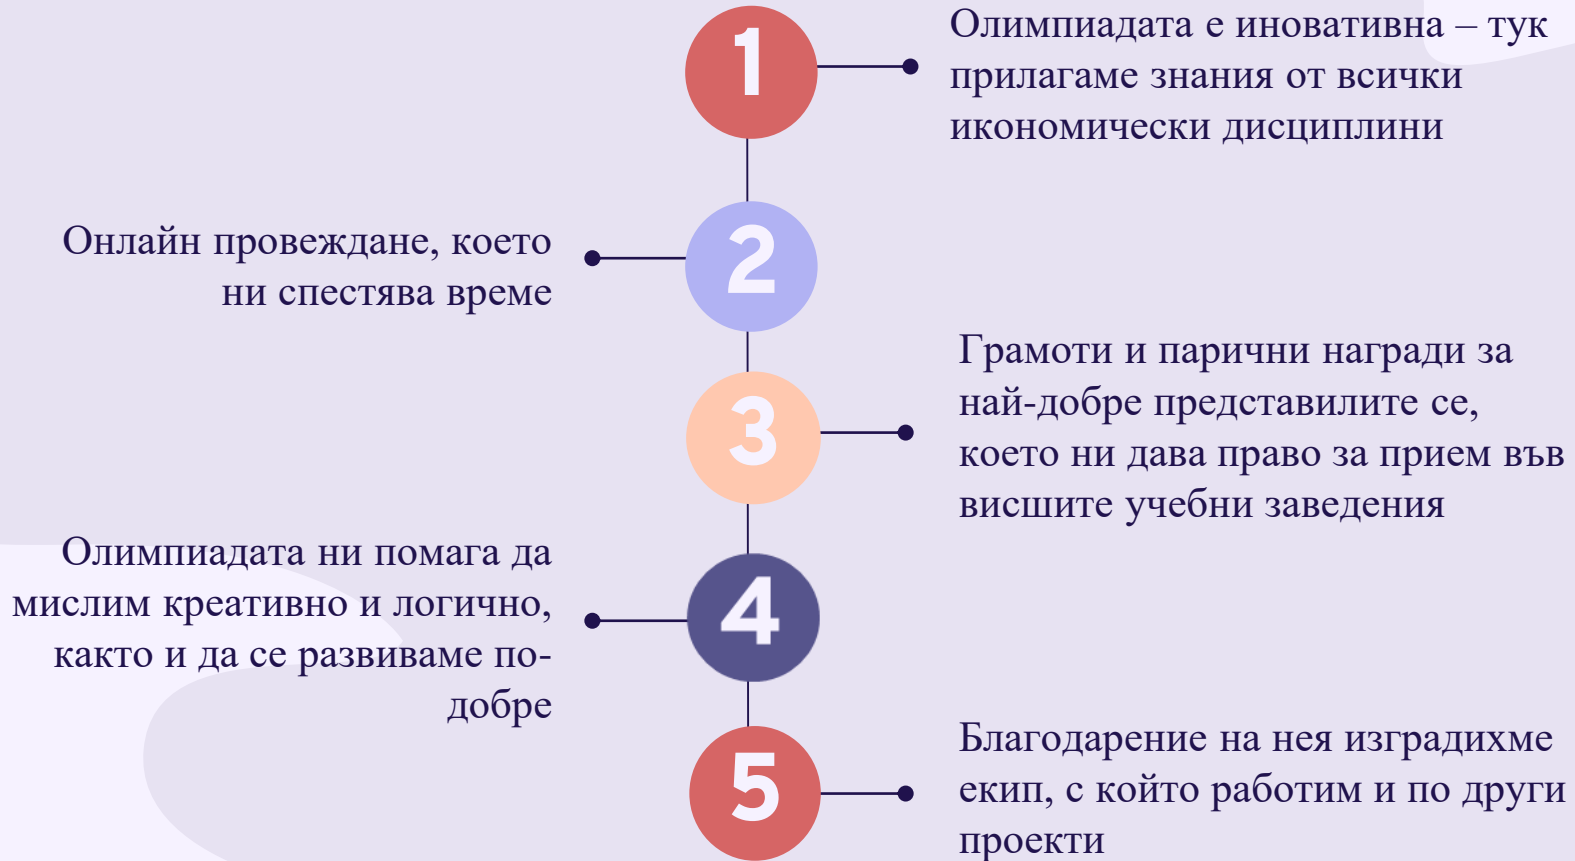 1
Олимпиадата е иновативна – тук
прилагаме знания от всички
икономически дисциплини
2
Онлайн провеждане, което
ни спестява време
3
Грамоти и парични награди за
най-добре представилите се,
което ни дава право за прием във
висшите учебни заведения
4
Олимпиадата ни помага да
мислим креативно и логично,
както и да се развиваме по-
добре
5
Благодарение на нея изградихме
екип, с който работим и по други
проекти